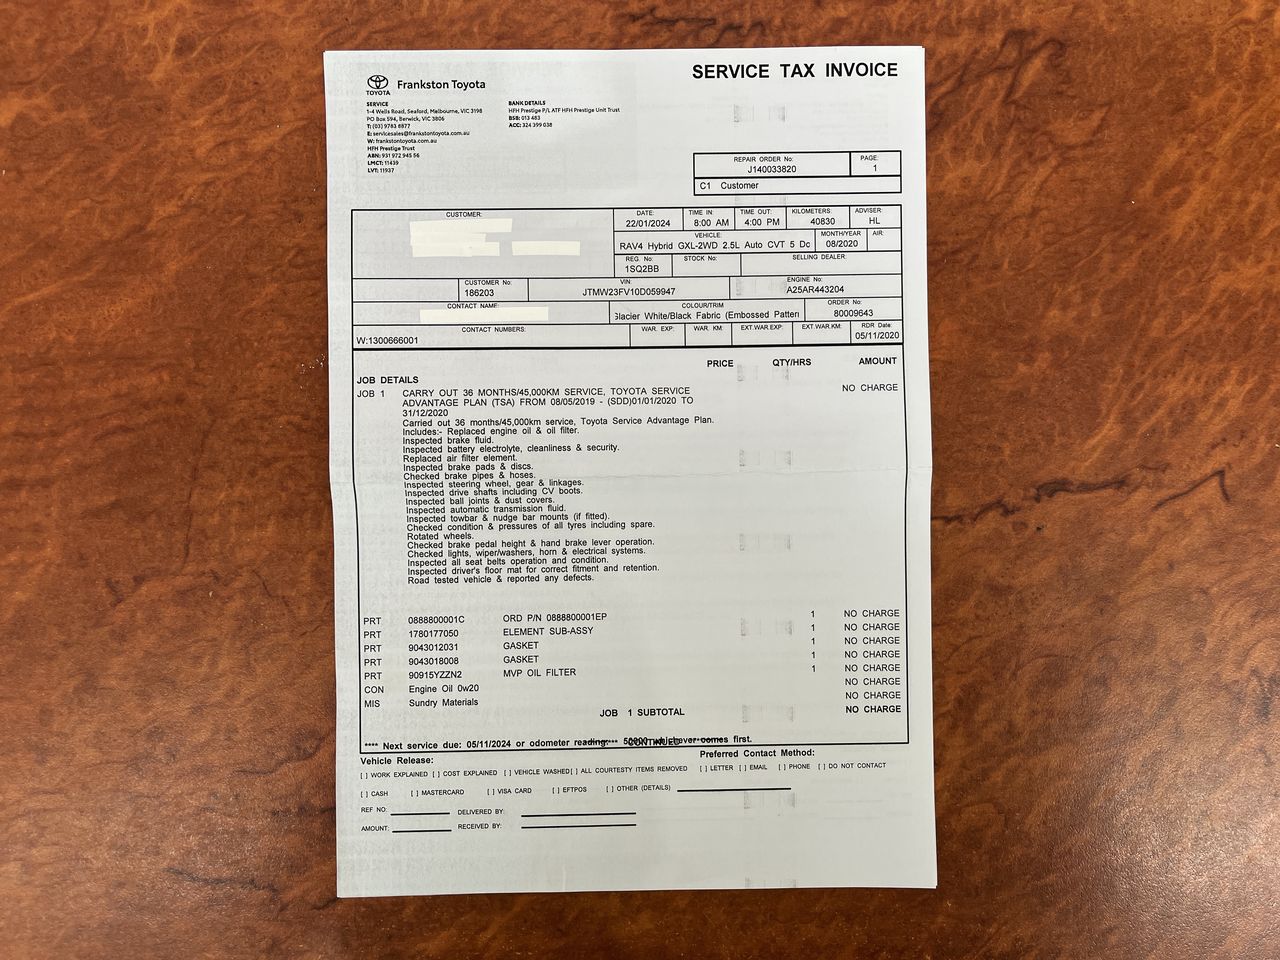 SERVICE TAX INVOICE
TOYOTA
Frankston Toyota
SERVICE
1-4 Wells Road, Seaford, Melbourne, VIC 3198
PO Box 594, Berwick, VIC 3806
T: (03) 9783 8877
E: servicesales@frankstontoyota.com.au
W: frankstontoyota.com.au
HFH Prestige Trust
ABN: 931 972 945 56
LMCT: 11439
LVT: 11937
BANK DETAILS
HFH Prestige P/L ATF HFH Prestige Unit Trust
BSB: 013 483
ACC: 324 399 038
REPAIR ORDER No: J140033820
PAGE: 1
C1 Customer
CUSTOMER:
DATE: 22/01/2024
TIME IN: 8:00 AM
TIME OUT: 4:00 PM
KILOMETERS: 40830
ADVISER: HL
VEHICLE: RAV4 Hybrid GXL-2WD 2.5L Auto CVT 5 Dc
MONTH/YEAR 08/2020
AIR:
REG. No: 1SQ2BB
STOCK No:
SELLING DEALER:
CUSTOMER No: 186203
VIN: JTMW23FV10D059947
ENGINE No: A25AR443204
CONTACT NAME:
COLOUR/TRIM Glacier White/Black Fabric (Embossed Patteri
ORDER No: 80009643
CONTACT NUMBERS:
W:1300666001
WAR. EXP:
WAR. KM:
EXT.WAR.EXP:
EXT.WAR.KM:
RDR Date: 05/11/2020
PRICE QTY/HRS AMOUNT
JOB DETAILS
JOB 1 CARRY OUT 36 MONTHS/45,000KM SERVICE, TOYOTA SERVICE NO CHARGE
ADVANTAGE PLAN (TSA) FROM 08/05/2019 - (SDD)01/01/2020 TO
31/12/2020
Carried out 36 months/45,000km service, Toyota Service Advantage Plan.
Includes:- Replaced engine oil & oil filter.
Inspected brake fluid.
Inspected battery electrolyte, cleanliness & security.
Replaced air filter element.
Inspected brake pads & discs.
Checked brake pipes & hoses.
Inspected steering wheel, gear & linkages.
Inspected drive shafts including CV boots.
Inspected ball joints & dust covers.
Inspected automatic transmission fluid.
Inspected towbar & nudge bar mounts (if fitted).
Checked condition & pressures of all tyres including spare.
Rotated wheels.
Checked brake pedal height & hand brake lever operation.
Checked lights, wiper/washers, horn & electrical systems.
Inspected all seat belts operation and condition.
Inspected driver's floor mat for correct fitment and retention.
Road tested vehicle & reported any defects.
PRT 0888800001C ORD P/N 0888800001EP 1 NO CHARGE
PRT 1780177050 ELEMENT SUB-ASSY 1 NO CHARGE
PRT 9043012031 GASKET 1 NO CHARGE
PRT 9043018008 GASKET 1 NO CHARGE
PRT 90915YZZN2 MVP OIL FILTER 1 NO CHARGE
CON Engine Oil 0w20 NO CHARGE
MIS Sundry Materials NO CHARGE
JOB 1 SUBTOTAL NO CHARGE
**** Next service due: 05/11/2024 or odometer reading: whichever comes first.
CONTINUED
Vehicle Release:
[ ] WORK EXPLAINED [ ] COST EXPLAINED [ ] VEHICLE WASHED [ ] ALL COURTESTY ITEMS REMOVED
Preferred Contact Method:
[ ] LETTER [ ] EMAIL [ ] PHONE [ ] DO NOT CONTACT
[ ] CASH [ ] MASTERCARD [ ] VISA CARD [ ] EFTPOS [ ] OTHER (DETAILS)
REF NO: DELIVERED BY:
AMOUNT: RECEIVED BY: